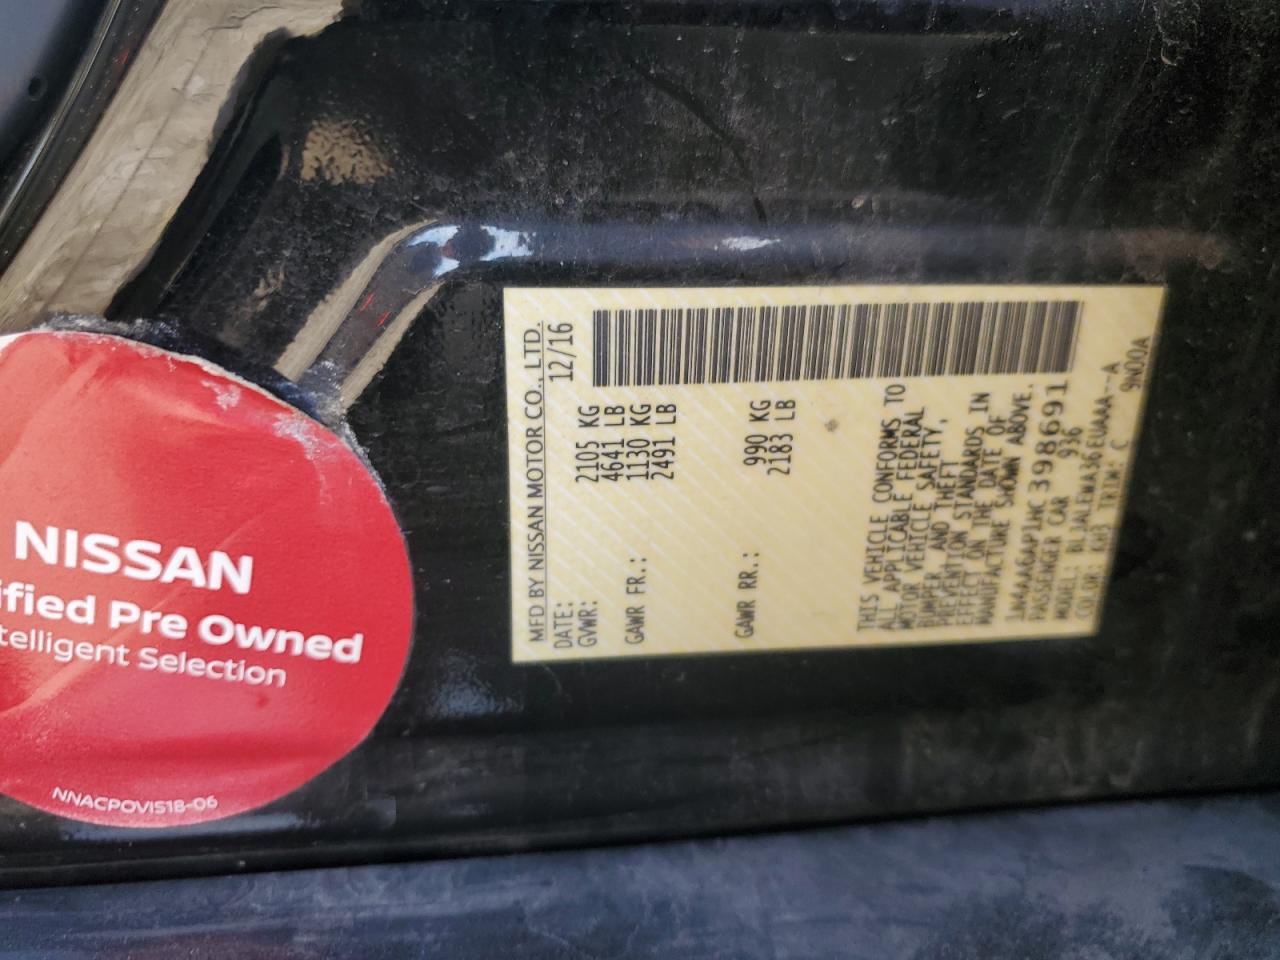 NISSAN
ified Pre Owned
telligent Selection
NNACPOVIS18-06
MFD BY NISSAN MOTOR CO., LTD.
DATE: 12/16
GVWR: 2105 KG
4641 LB
GAWR FR.: 1130 KG
2491 LB
GAWR RR.: 990 KG
2183 LB
THIS VEHICLE CONFORMS TO
ALL APPLICABLE FEDERAL
MOTOR VEHICLE SAFETY,
BUMPER AND THEFT
PREVENTION STANDARDS IN
EFFECT ON THE DATE OF
MANUFACTURE SHOWN ABOVE.
1N4AA6AP1HC398691
PASSENGER CAR 936
MODEL: BLJALEWA36EUAAA--A
COLOR: KH3 TRIM: C 9N00A